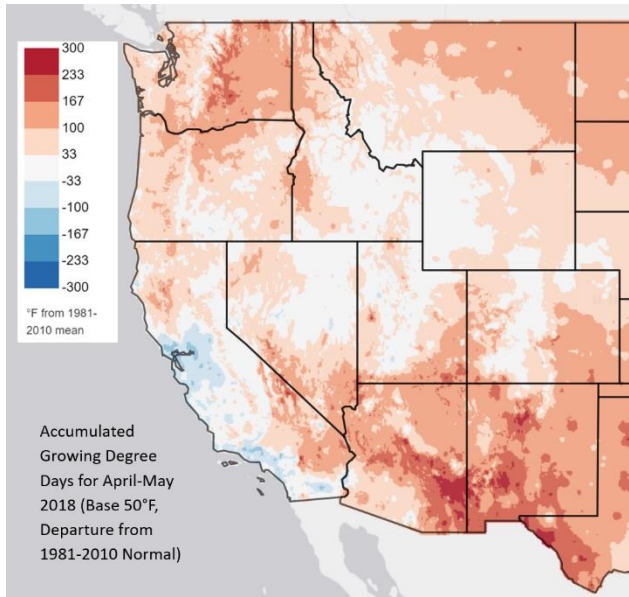 300
233
167
100
33
-33
-100
-167
-233
-300
°F from 1981-
2010 mean
Accumulated
Growing Degree
Days for April-May
2018 (Base 50°F,
Departure from
1981-2010 Normal)